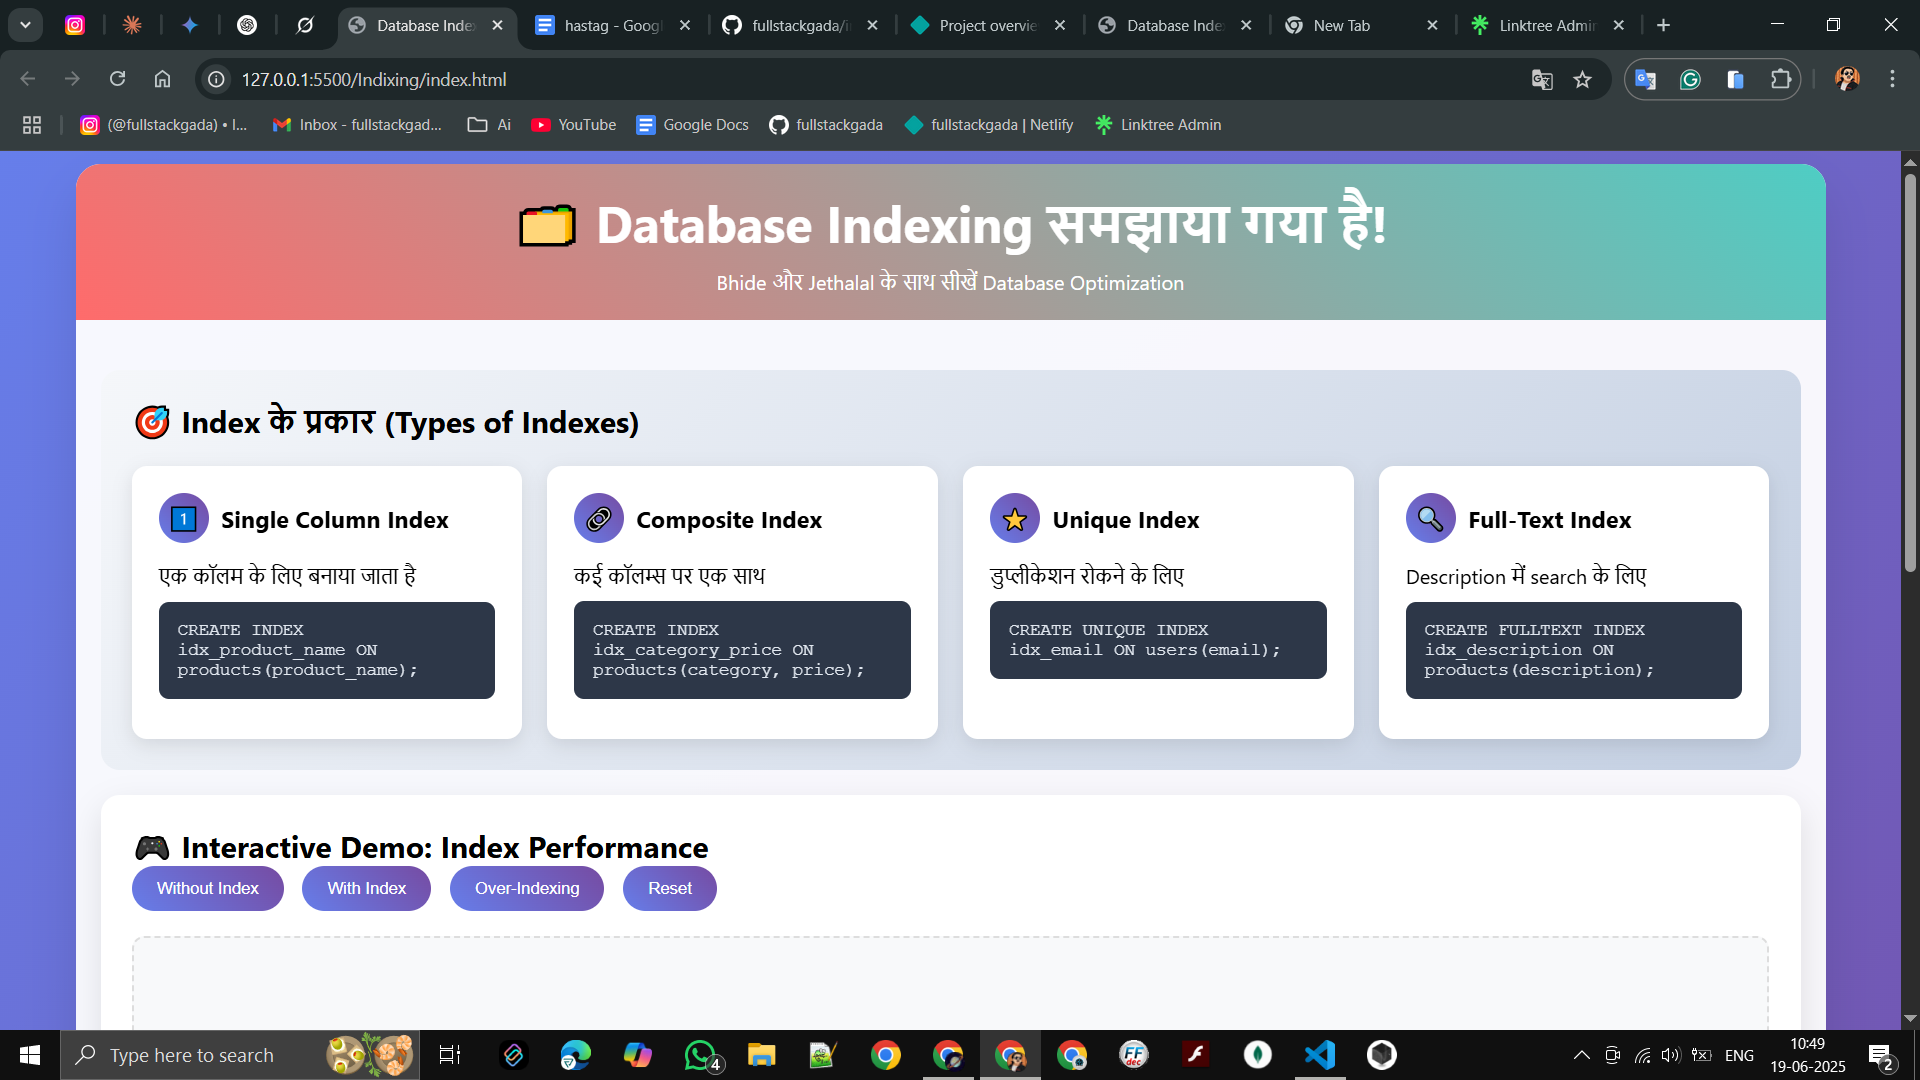 Database Inde
hastag - Googl
fullstackgada/i
Project overvie
Database Inde
New Tab
Linktree Admin
127.0.0.1:5500/Indixing/index.html
(@fullstackgada) • I...
Inbox - fullstackgad...
Ai
YouTube
Google Docs
fullstackgada
fullstackgada | Netlify
Linktree Admin
Database Indexing समझाया गया है!
Bhide और Jethalal के साथ सीखें Database Optimization
Index के प्रकार (Types of Indexes)
1 Single Column Index
एक कॉलम के लिए बनाया जाता है
CREATE INDEX
idx_product_name ON
products(product_name);
Composite Index
कई कॉलम्स पर एक साथ
CREATE INDEX
idx_category_price ON
products(category, price);
Unique Index
डुप्लीकेशन रोकने के लिए
CREATE UNIQUE INDEX
idx_email ON users(email);
Full-Text Index
Description में search के लिए
CREATE FULLTEXT INDEX
idx_description ON
products(description);
Interactive Demo: Index Performance
Without Index
With Index
Over-Indexing
Reset
Type here to search
4
FF
dec
ENG
10:49
19-06-2025
2